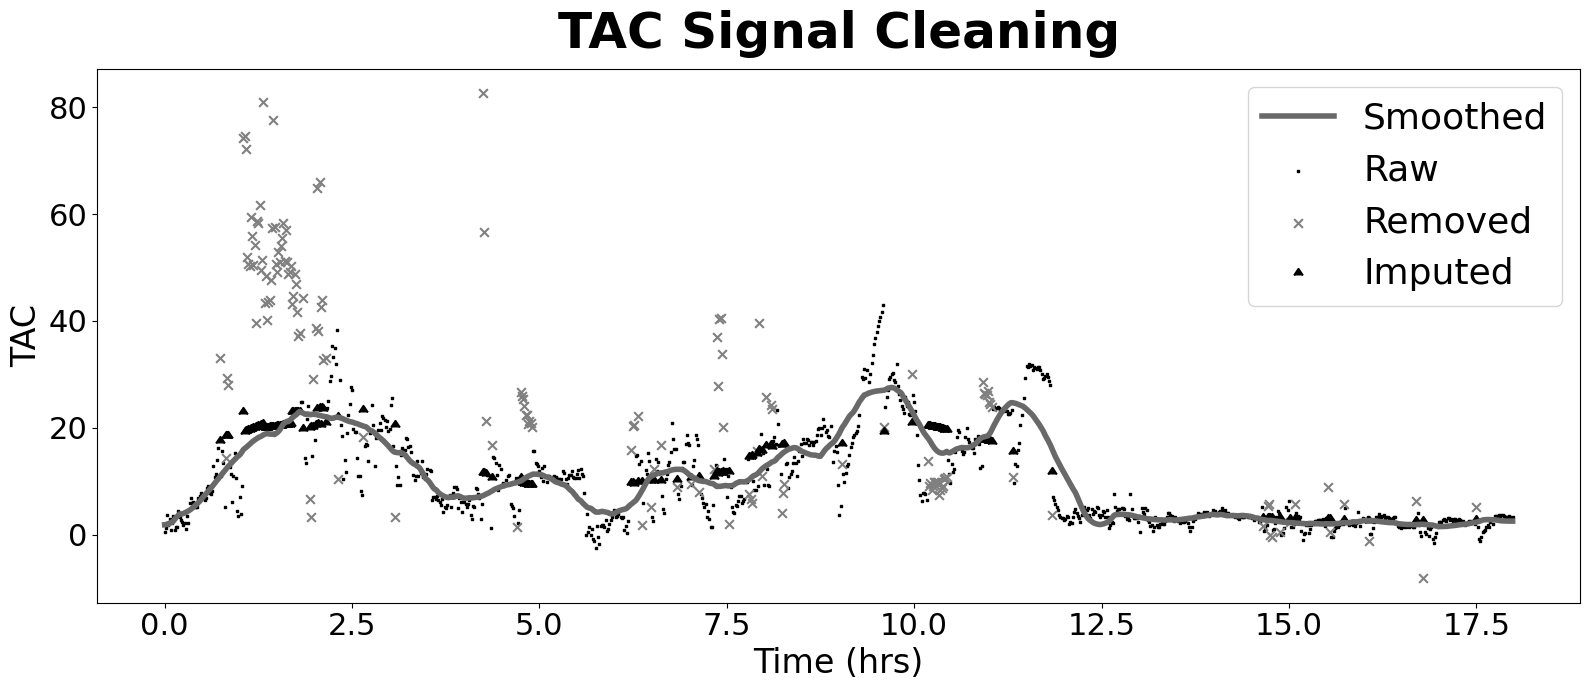 TAC Signal Cleaning
80
60
40
20
0
TAC
Smoothed
Raw
Removed
Imputed
0.0 2.5 5.0 7.5 10.0 12.5 15.0 17.5
Time (hrs)